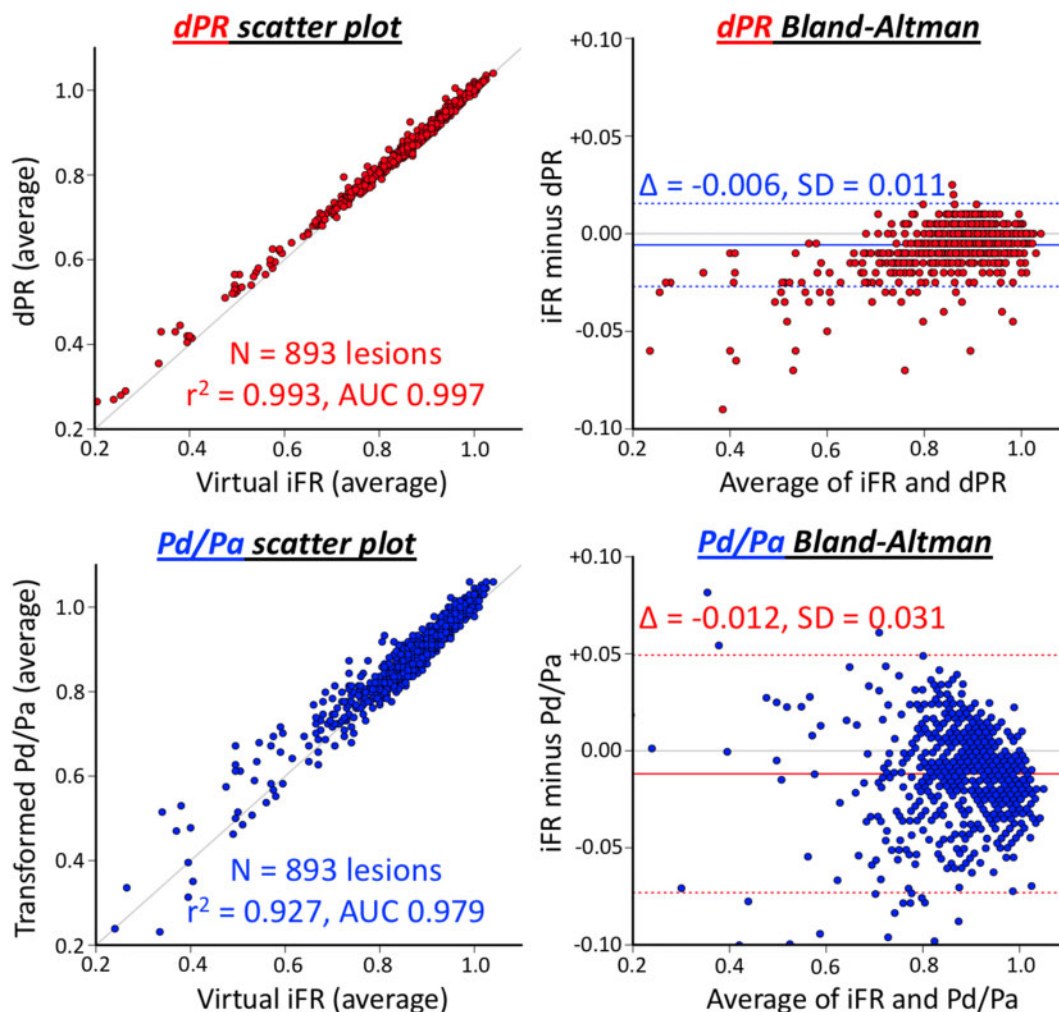 dPR scatter plot
dPR (average)
1.0
0.8
0.6
0.4
0.2
N = 893 lesions
r² = 0.993, AUC 0.997
0.2 0.4 0.6 0.8 1.0
Virtual iFR (average)
dPR Bland-Altman
iFR minus dPR
+0.10
+0.05
0.00
-0.05
-0.10
Δ = -0.006, SD = 0.011
0.2 0.4 0.6 0.8 1.0
Average of iFR and dPR
Pd/Pa scatter plot
Transformed Pd/Pa (average)
1.0
0.8
0.6
0.4
0.2
N = 893 lesions
r² = 0.927, AUC 0.979
0.2 0.4 0.6 0.8 1.0
Virtual iFR (average)
Pd/Pa Bland-Altman
iFR minus Pd/Pa
+0.10
+0.05
0.00
-0.05
-0.10
Δ = -0.012, SD = 0.031
0.2 0.4 0.6 0.8 1.0
Average of iFR and Pd/Pa